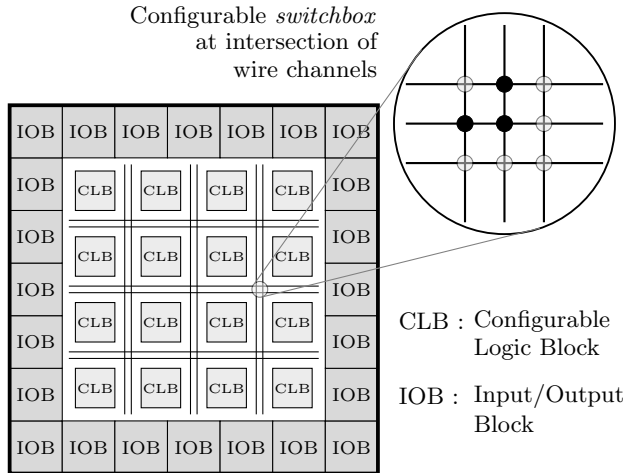 Configurable switchbox
at intersection of
wire channels
IOB IOB IOB IOB IOB IOB IOB
IOB CLB CLB CLB CLB IOB
IOB CLB CLB CLB CLB IOB
IOB IOB
IOB CLB CLB CLB CLB IOB
IOB CLB CLB CLB CLB IOB
IOB IOB IOB IOB IOB IOB IOB
CLB : Configurable
Logic Block
IOB : Input/Output
Block